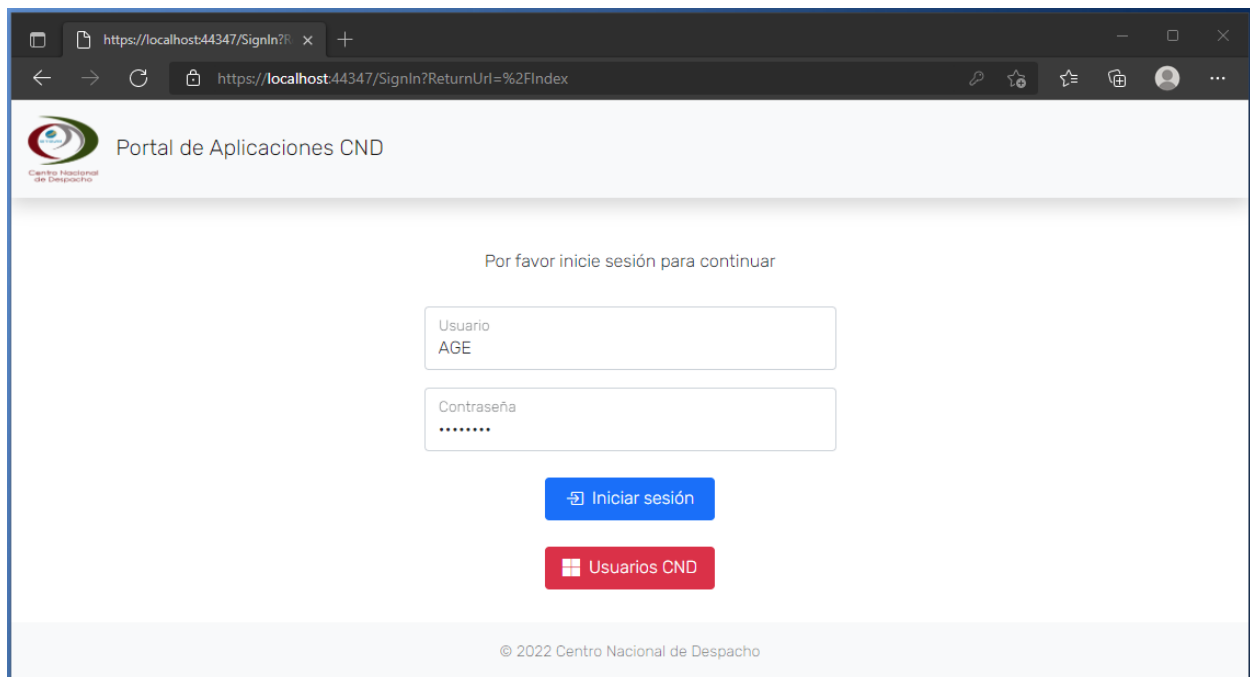 https://localhost:44347/SignIn?R
https://localhost:44347/SignIn?ReturnUrl=%2FIndex
Centro Nacional
de Despacho
Portal de Aplicaciones CND
Por favor inicie sesión para continuar
Usuario
AGE
Contraseña
••••••••
Iniciar sesión
Usuarios CND
© 2022 Centro Nacional de Despacho